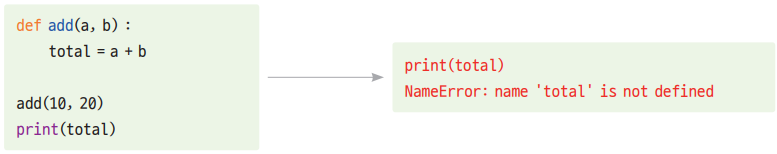 def add(a, b) :
    total = a + b
add(10, 20)
print(total)
print(total)
NameError: name 'total' is not defined